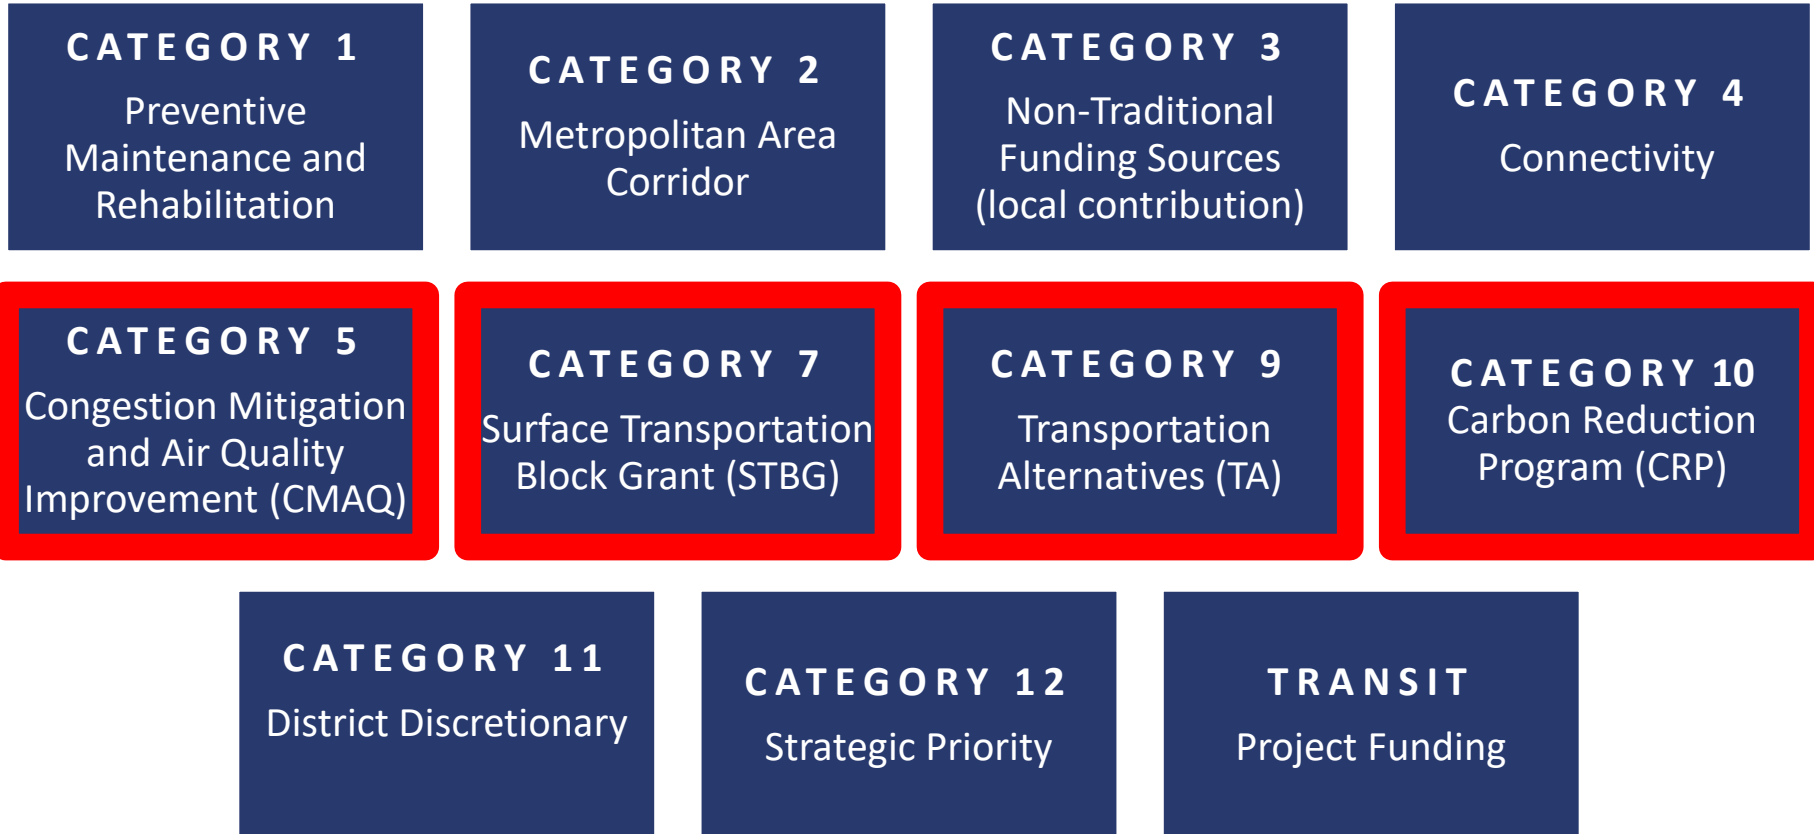 CATEGORY 1
Preventive
Maintenance and
Rehabilitation
CATEGORY 2
Metropolitan Area
Corridor
CATEGORY 3
Non-Traditional
Funding Sources
(local contribution)
CATEGORY 4
Connectivity
CATEGORY 5
Congestion Mitigation
and Air Quality
Improvement (CMAQ)
CATEGORY 7
Surface Transportation
Block Grant (STBG)
CATEGORY 9
Transportation
Alternatives (TA)
CATEGORY 10
Carbon Reduction
Program (CRP)
CATEGORY 11
District Discretionary
CATEGORY 12
Strategic Priority
TRANSIT
Project Funding